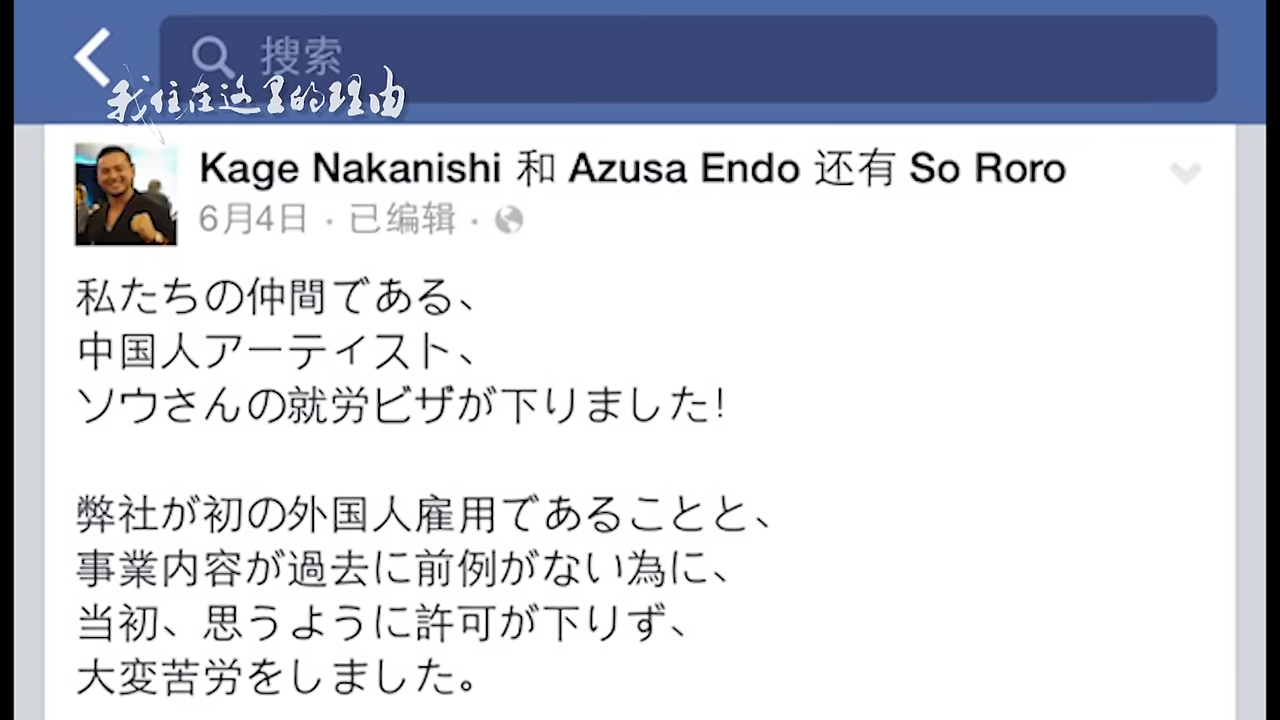 搜索
我住在这里的理由
Kage Nakanishi 和 Azusa Endo 还有 So Roro
6月4日 · 已编辑 ·
私たちの仲間である、
中国人アーティスト、
ソウさんの就労ビザが下りました!
弊社が初の外国人雇用であることと、
事業内容が過去に前例がない為に、
当初、思うように許可が下りず、
大変苦労をしました。